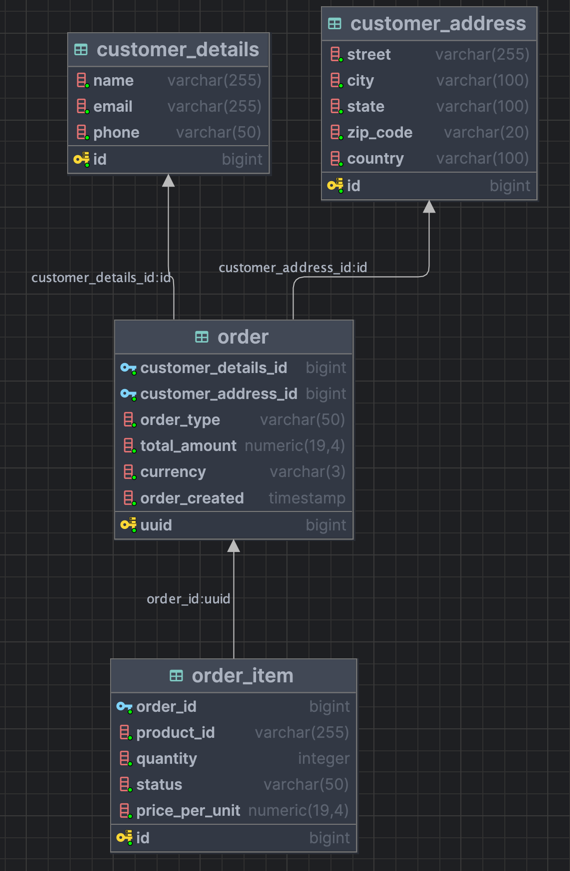 customer_details
name varchar(255)
email varchar(255)
phone varchar(50)
id bigint
customer_address
street varchar(255)
city varchar(100)
state varchar(100)
zip_code varchar(20)
country varchar(100)
id bigint
customer_details_id:id
customer_address_id:id
order
customer_details_id bigint
customer_address_id bigint
order_type varchar(50)
total_amount numeric(19,4)
currency varchar(3)
order_created timestamp
uuid bigint
order_id:uuid
order_item
order_id bigint
product_id varchar(255)
quantity integer
status varchar(50)
price_per_unit numeric(19,4)
id bigint